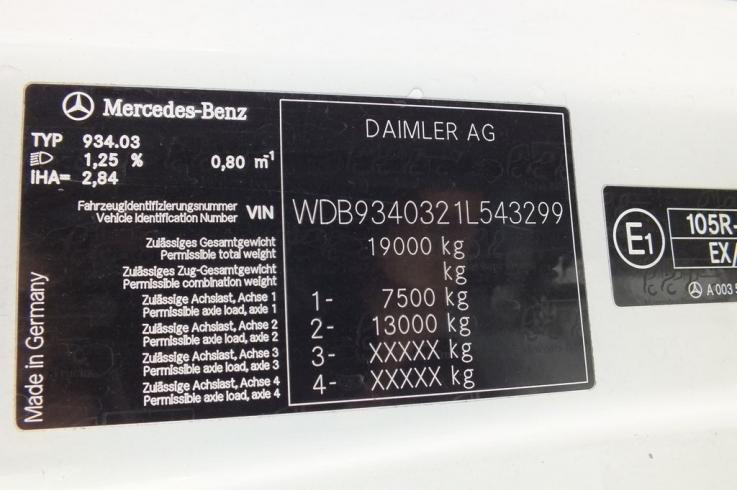 Mercedes-Benz
DAIMLER AG
TYP 934.03
1,25 % 0,80 m-1
IHA= 2,84
Fahrzeugidentifizierungsnummer
Vehicle Identification Number VIN WDB9340321L543299
Zulässiges Gesamtgewicht
Permissible total weight 19000 kg
Zulässiges Zug-Gesamtgewicht
Permissible combination weight kg
Zulässige Achslast, Achse 1
Permissible axle load, axle 1 1- 7500 kg
Zulässige Achslast, Achse 2
Permissible axle load, axle 2 2- 13000 kg
Zulässige Achslast, Achse 3
Permissible axle load, axle 3 3- XXXXX kg
Zulässige Achslast, Achse 4
Permissible axle load, axle 4 4- XXXXX kg
Made in Germany
E1
105R-
EX/
A 003 5